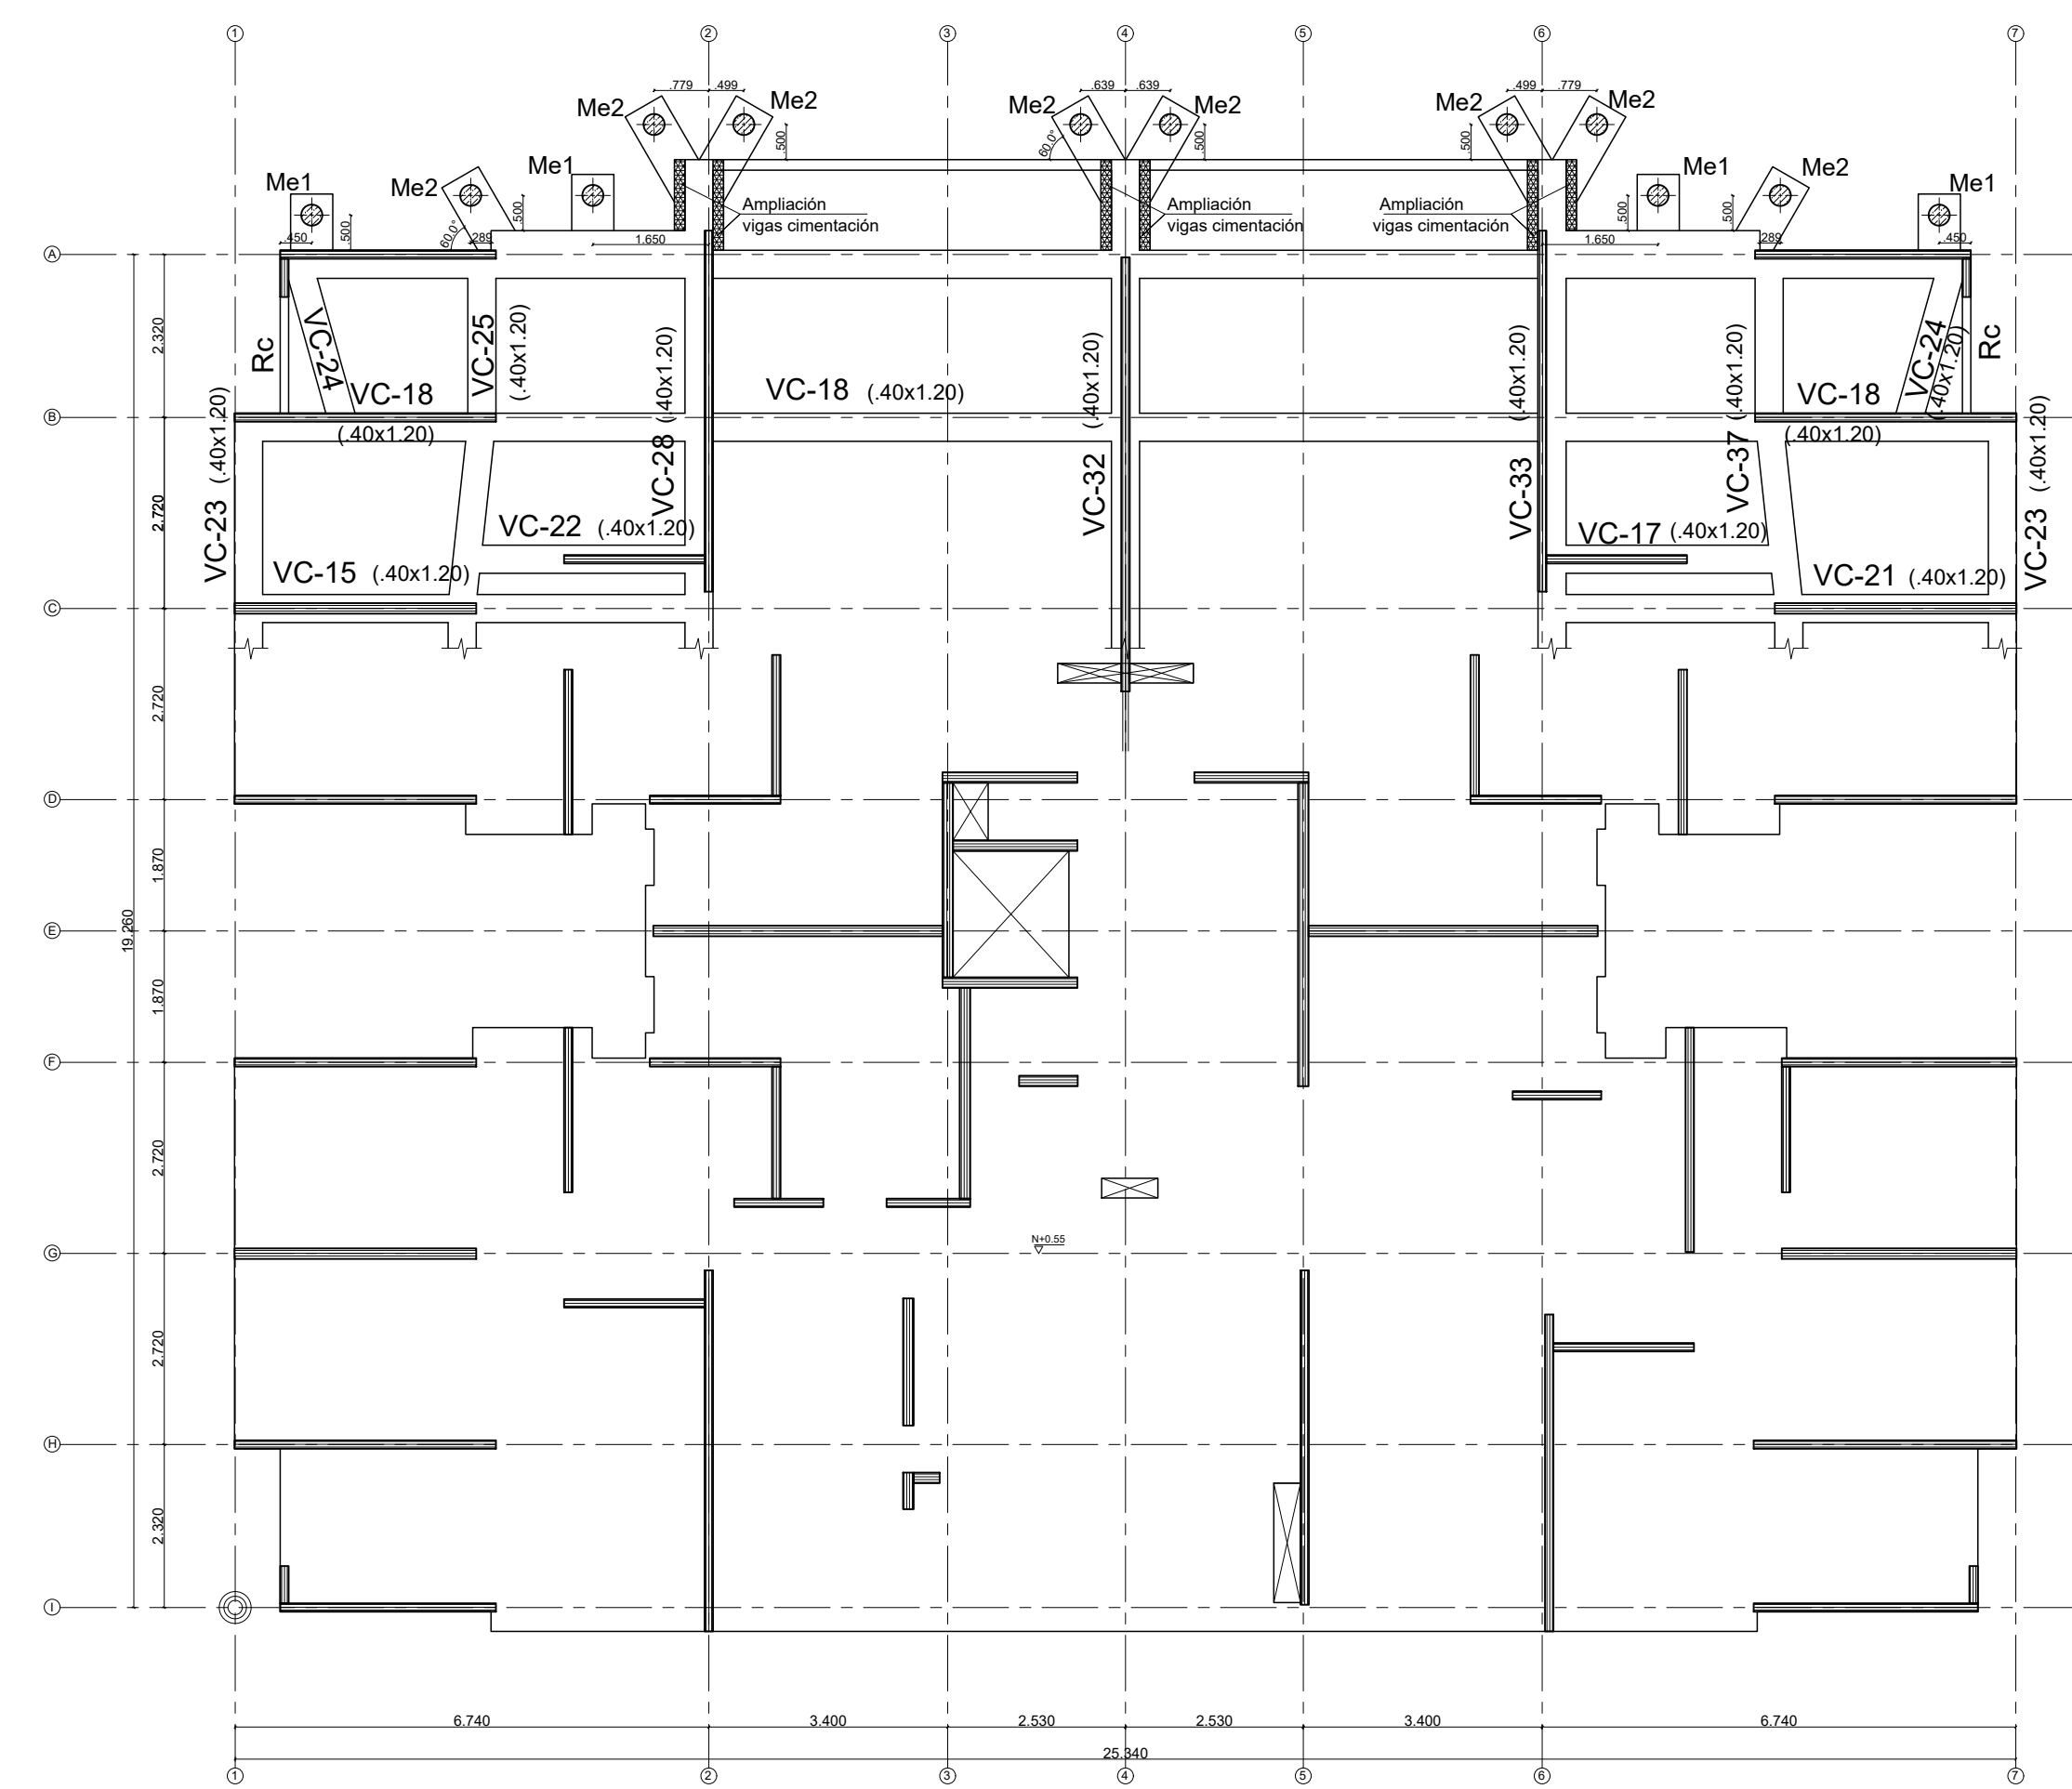 1 2 3 4 5 6 7
.779 .499 .639 .639 .499 .779
Me2 Me2 Me2 Me2 Me2 Me2
.500 60.0° .500 .500
Me1 Me2 Me1 Me1 Me2 Me1
Ampliación
vigas cimentación
Ampliación
vigas cimentación
Ampliación
vigas cimentación
.450 .500 60.0° .289 .500 1.650 1.650 .500 .500 .289 .450
A
2.320
Rc VC-24 VC-25 (.40x1.20)
VC-18
(.40x1.20)
VC-28 (.40x1.20)
VC-18 (.40x1.20)
VC-32 (.40x1.20)
VC-33 (.40x1.20)
VC-37 (.40x1.20)
VC-18
(.40x1.20)
VC-24 (.40x1.20)
Rc
B
2.720
VC-23 (.40x1.20)
VC-22 (.40x1.20)
VC-17 (.40x1.20)
VC-15 (.40x1.20)
VC-21 (.40x1.20)
VC-23 (.40x1.20)
C
2.720
D
1.870
19.260
E
1.870
F
2.720
N+0.55
G
2.720
H
2.320
I
6.740 3.400 2.530 2.530 3.400 6.740
25.340
1 2 3 4 5 6 7